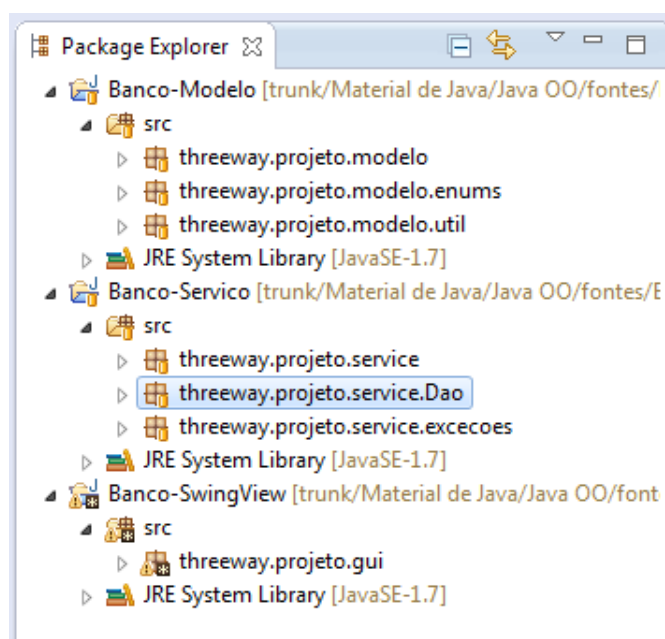 Package Explorer
Banco-Modelo [trunk/Material de Java/Java OO/fontes/
src
threeway.projeto.modelo
threeway.projeto.modelo.enums
threeway.projeto.modelo.util
JRE System Library [JavaSE-1.7]
Banco-Servico [trunk/Material de Java/Java OO/fontes/E
src
threeway.projeto.service
threeway.projeto.service.Dao
threeway.projeto.service.excecoes
JRE System Library [JavaSE-1.7]
Banco-SwingView [trunk/Material de Java/Java OO/font
src
threeway.projeto.gui
JRE System Library [JavaSE-1.7]